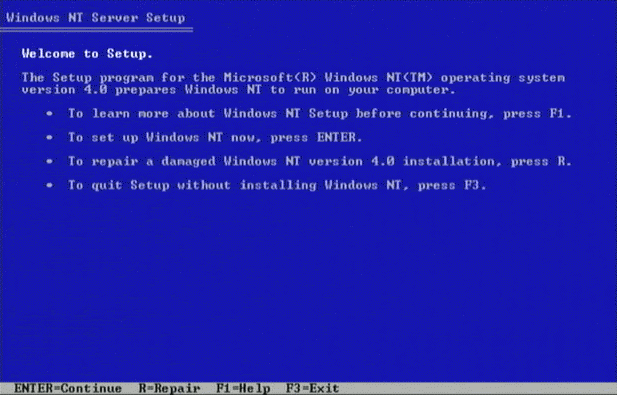 Windows NT Server Setup
Welcome to Setup.
The Setup program for the Microsoft(R) Windows NT(TM) operating system
version 4.0 prepares Windows NT to run on your computer.
• To learn more about Windows NT Setup before continuing, press F1.
• To set up Windows NT now, press ENTER.
• To repair a damaged Windows NT version 4.0 installation, press R.
• To quit Setup without installing Windows NT, press F3.
ENTER=Continue R=Repair F1=Help F3=Exit